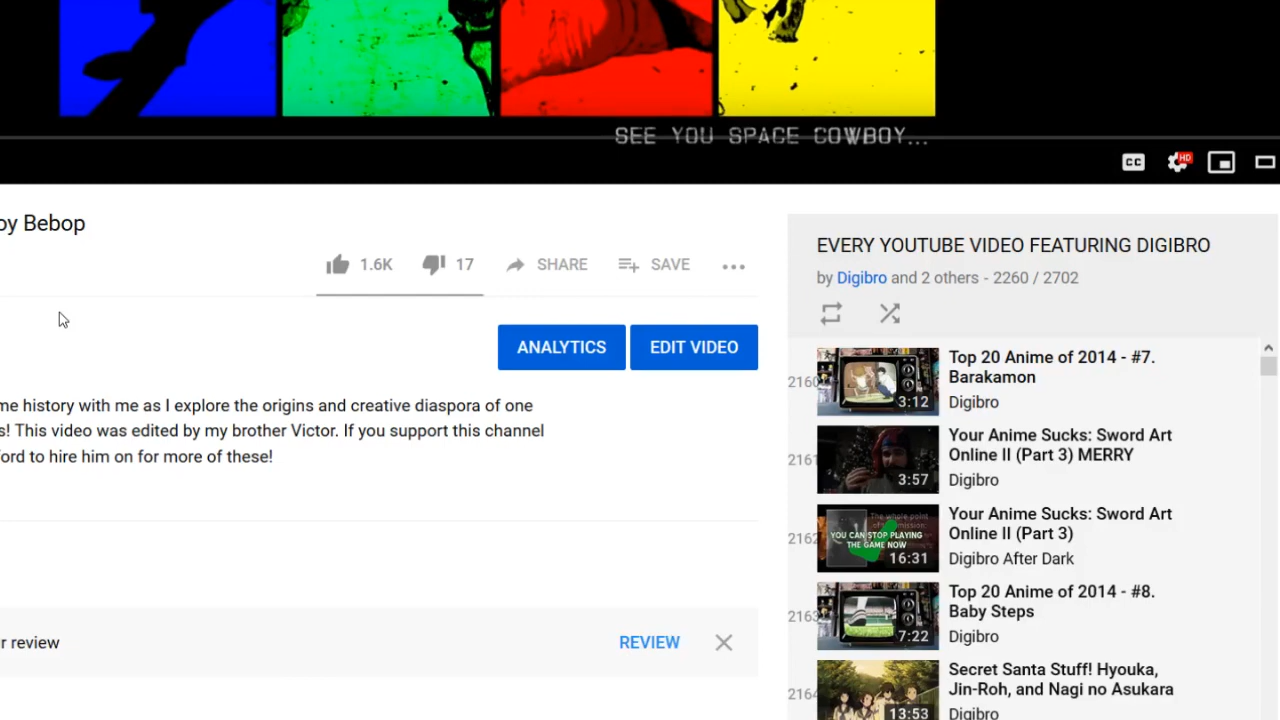 SEE YOU SPACE COWBOY...
CC
HD
oy Bebop
1.6K
17
SHARE
SAVE
ANALYTICS
EDIT VIDEO
me history with me as I explore the origins and creative diaspora of one
s! This video was edited by my brother Victor. If you support this channel
ord to hire him on for more of these!
r review
REVIEW
EVERY YOUTUBE VIDEO FEATURING DIGIBRO
by Digibro and 2 others - 2260 / 2702
2160
3:12
Top 20 Anime of 2014 - #7.
Barakamon
Digibro
2161
3:57
Your Anime Sucks: Sword Art
Online II (Part 3) MERRY
Digibro
2162
The whole point
YOU CAN STOP PLAYING
THE GAME NOW
16:31
Your Anime Sucks: Sword Art
Online II (Part 3)
Digibro After Dark
2163
7:22
Top 20 Anime of 2014 - #8.
Baby Steps
Digibro
2164
13:53
Secret Santa Stuff! Hyouka,
Jin-Roh, and Nagi no Asukara
Digibro